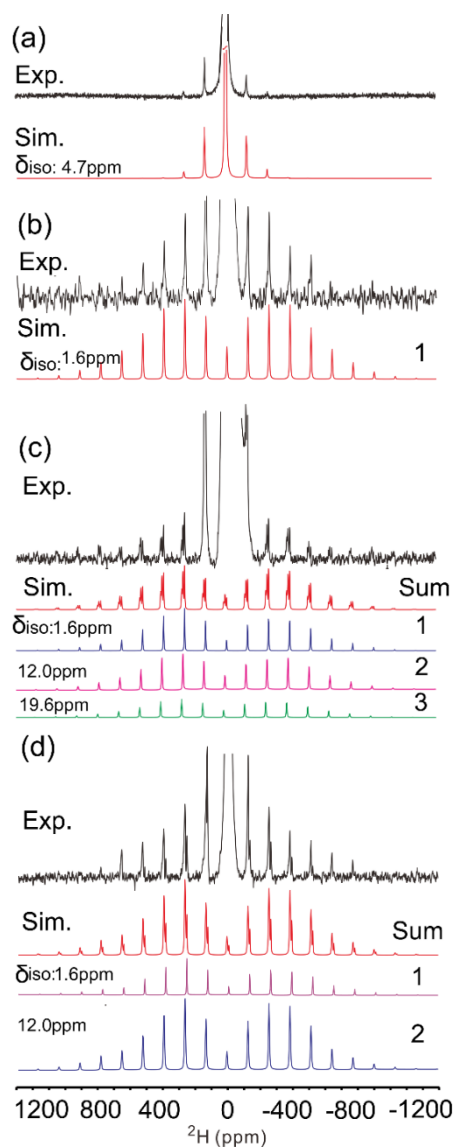 (a)
Exp.
Sim.
δiso: 4.7ppm
(b)
Exp.
Sim.
δiso:1.6ppm 1
(c)
Exp.
Sim. Sum
δiso:1.6ppm 1
12.0ppm 2
19.6ppm 3
(d)
Exp.
Sim. Sum
δiso:1.6ppm 1
12.0ppm 2
1200 800 400 0 -400 -800 -1200
²H (ppm)